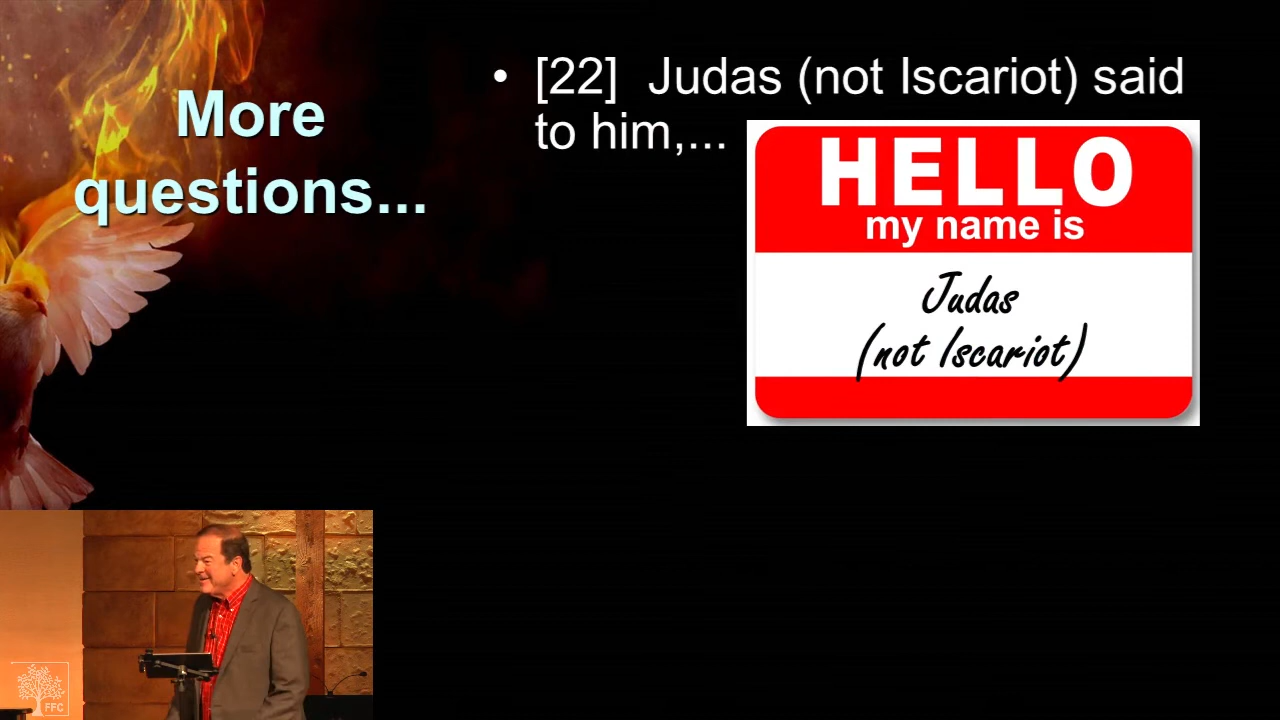 More
questions...
• [22] Judas (not Iscariot) said
to him,...
HELLO
my name is
Judas
(not Iscariot)
FFC